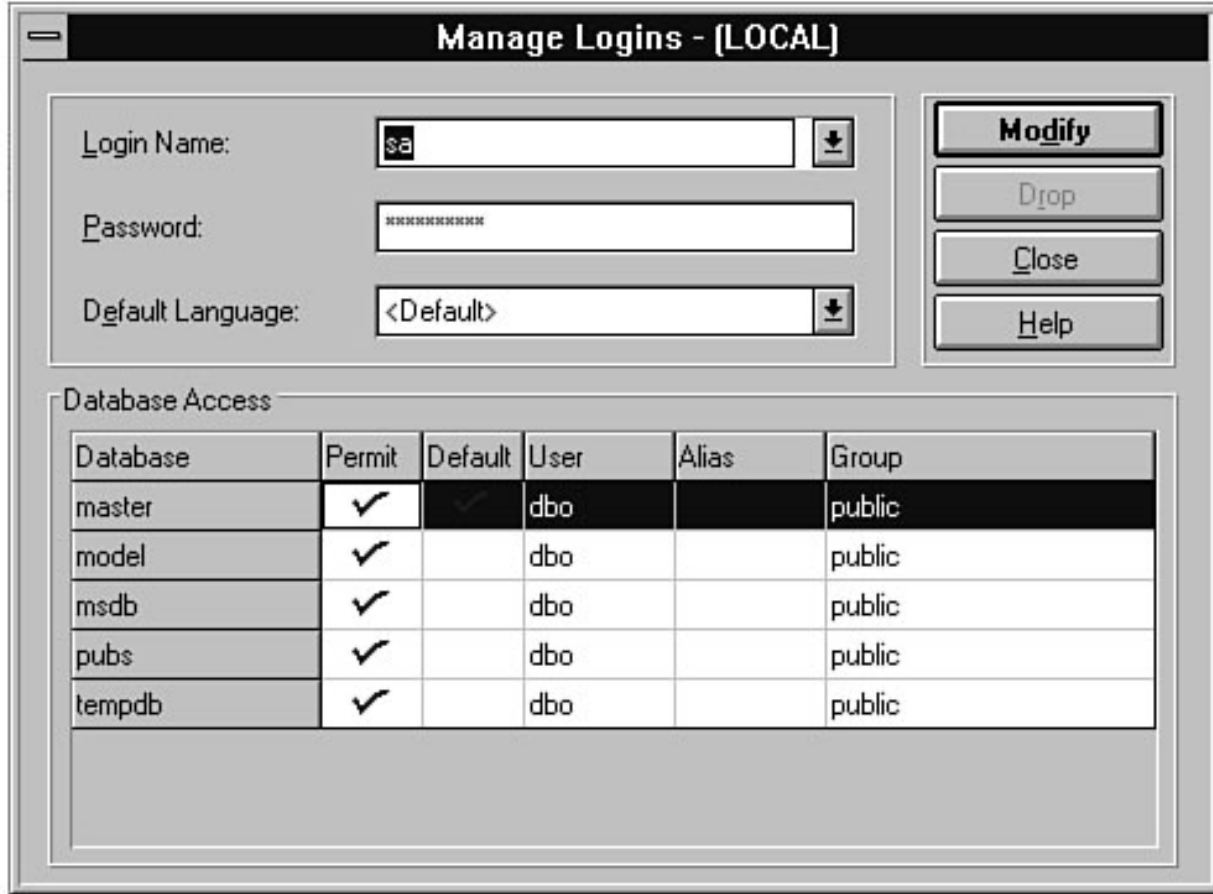 Manage Logins - (LOCAL)
Login Name: sa
Modify
Drop
Password: **********
Close
Default Language: <Default>
Help
Database Access
Database Permit Default User Alias Group
master dbo public
model dbo public
msdb dbo public
pubs dbo public
tempdb dbo public